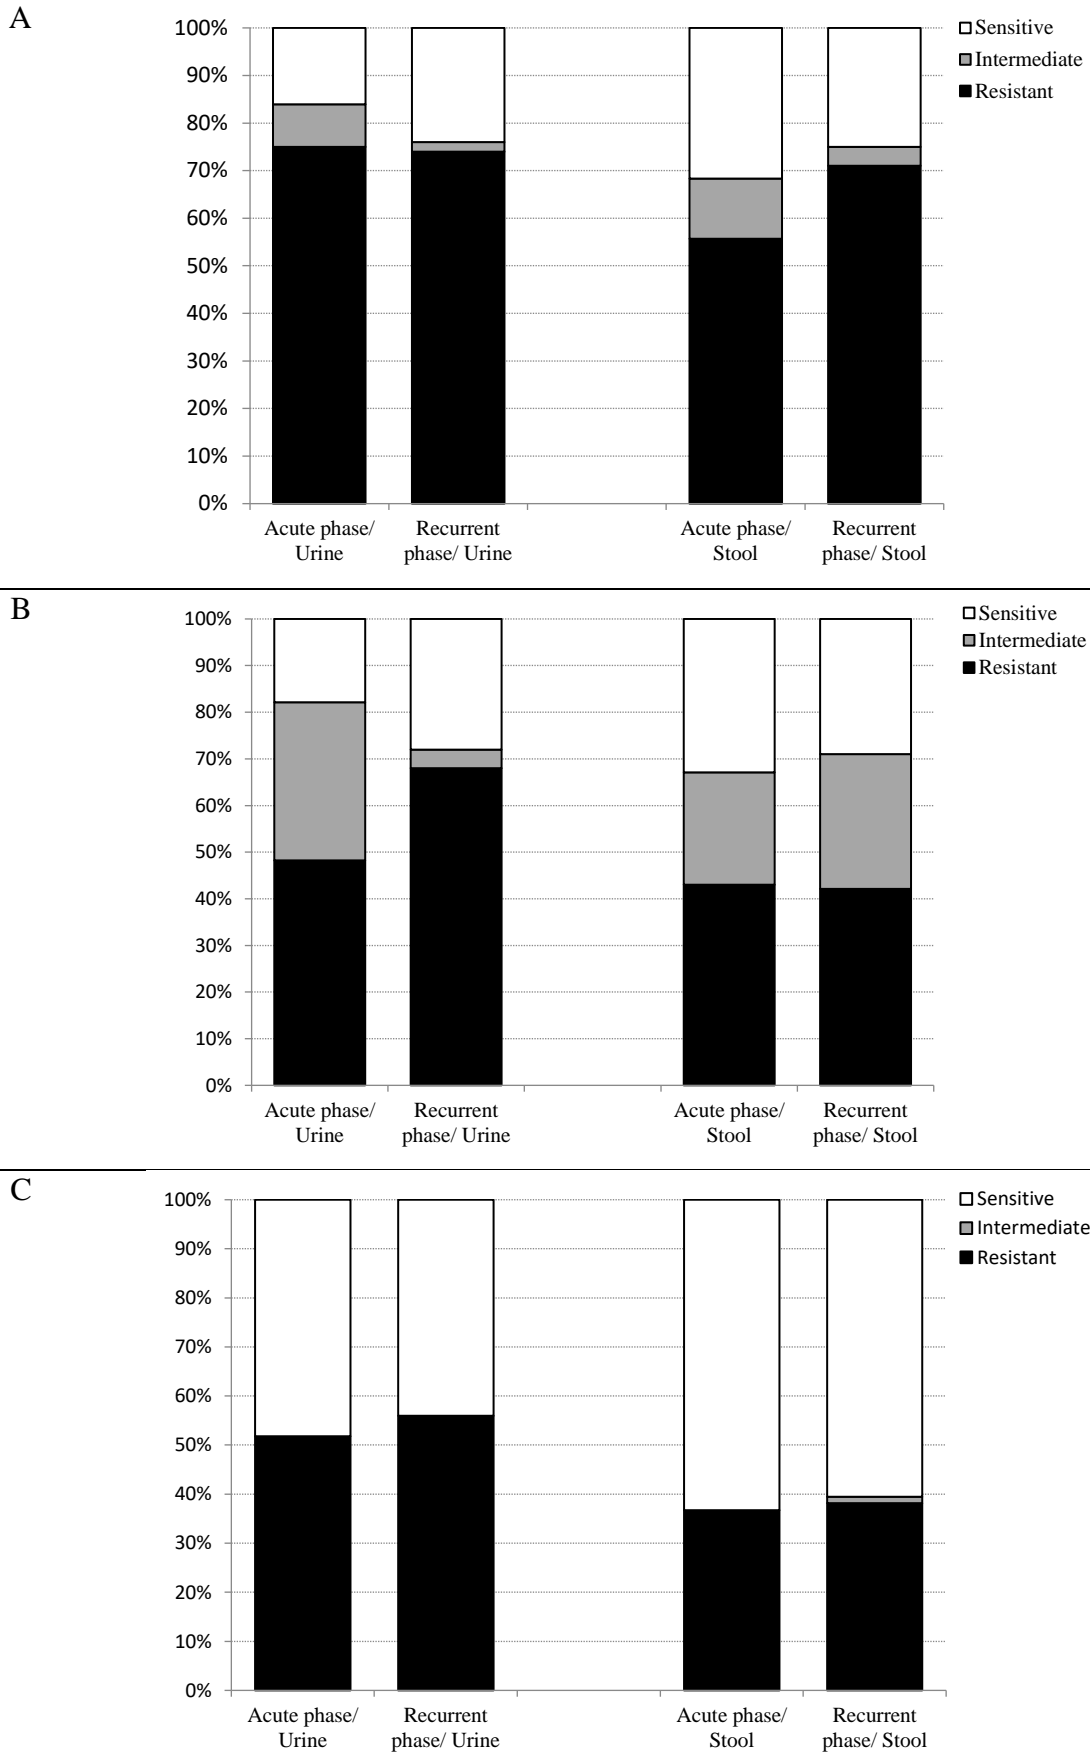 A
100%
90%
80%
70%
60%
50%
40%
30%
20%
10%
0%
Acute phase/
Urine
Recurrent
phase/ Urine
Acute phase/
Stool
Recurrent
phase/ Stool
Sensitive
Intermediate
Resistant
B
100%
90%
80%
70%
60%
50%
40%
30%
20%
10%
0%
Acute phase/
Urine
Recurrent
phase/ Urine
Acute phase/
Stool
Recurrent
phase/ Stool
Sensitive
Intermediate
Resistant
C
100%
90%
80%
70%
60%
50%
40%
30%
20%
10%
0%
Acute phase/
Urine
Recurrent
phase/ Urine
Acute phase/
Stool
Recurrent
phase/ Stool
Sensitive
Intermediate
Resistant